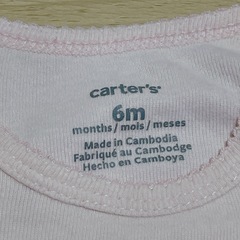 carter's
6m
months / mois / meses
Made in Cambodia
Fabriqué au Cambodge
Hecho en Camboya